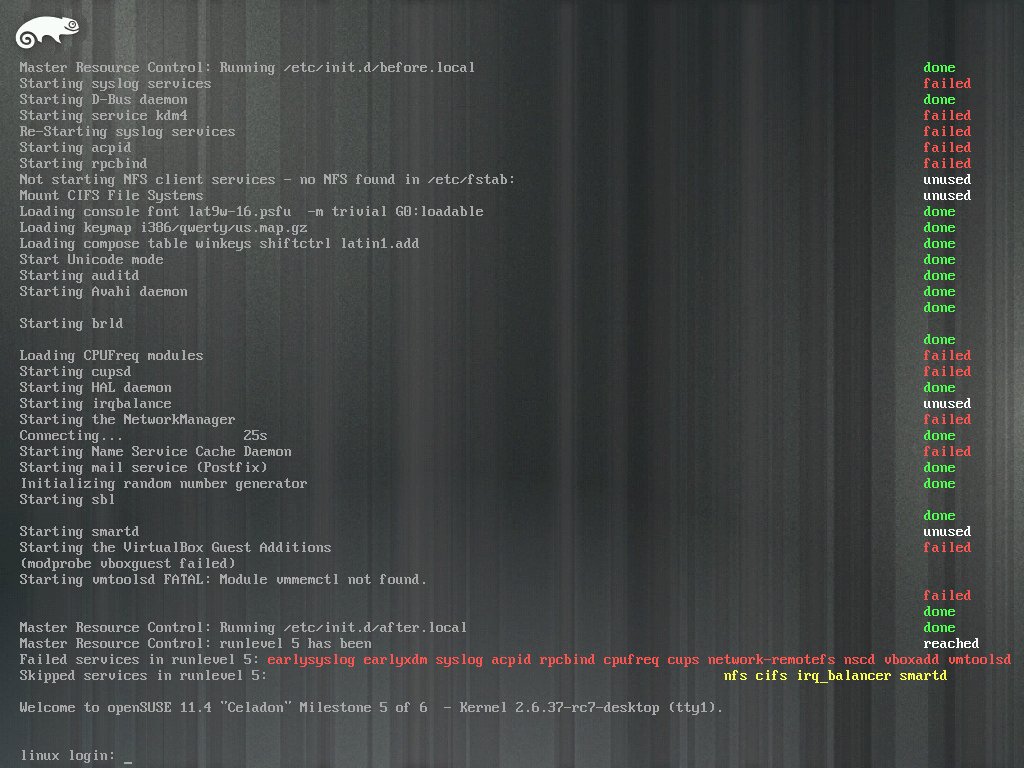 Master Resource Control: Running /etc/init.d/before.local done
Starting syslog services failed
Starting D-Bus daemon done
Starting service kdm4 failed
Re-Starting syslog services failed
Starting acpid failed
Starting rpcbind failed
Not starting NFS client services - no NFS found in /etc/fstab: unused
Mount CIFS File Systems unused
Loading console font lat9w-16.psfu  -m trivial G0:loadable done
Loading keymap i386/qwerty/us.map.gz done
Loading compose table winkeys shiftctrl latin1.add done
Start Unicode mode done
Starting auditd done
Starting Avahi daemon done
done
Starting brld
done
Loading CPUFreq modules failed
Starting cupsd failed
Starting HAL daemon done
Starting irqbalance unused
Starting the NetworkManager failed
Connecting... 25s done
Starting Name Service Cache Daemon failed
Starting mail service (Postfix) done
Initializing random number generator done
Starting sbl
done
Starting smartd unused
Starting the VirtualBox Guest Additions failed
(modprobe vboxguest failed)
Starting vmtoolsd FATAL: Module vmmemctl not found.
failed
done
Master Resource Control: Running /etc/init.d/after.local done
Master Resource Control: runlevel 5 has been reached
Failed services in runlevel 5: earlysyslog earlyxdm syslog acpid rpcbind cpufreq cups network-remotefs nscd vboxadd vmtoolsd
Skipped services in runlevel 5: nfs cifs irq_balancer smartd
Welcome to openSUSE 11.4 "Celadon" Milestone 5 of 6  - Kernel 2.6.37-rc7-desktop (tty1).
linux login: _